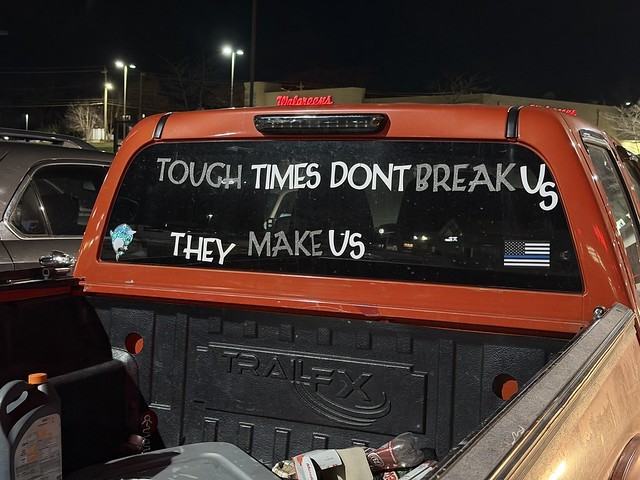 Walgreens
TOUGH TIMES DONT BREAK US
THEY MAKE US
TRAILFX